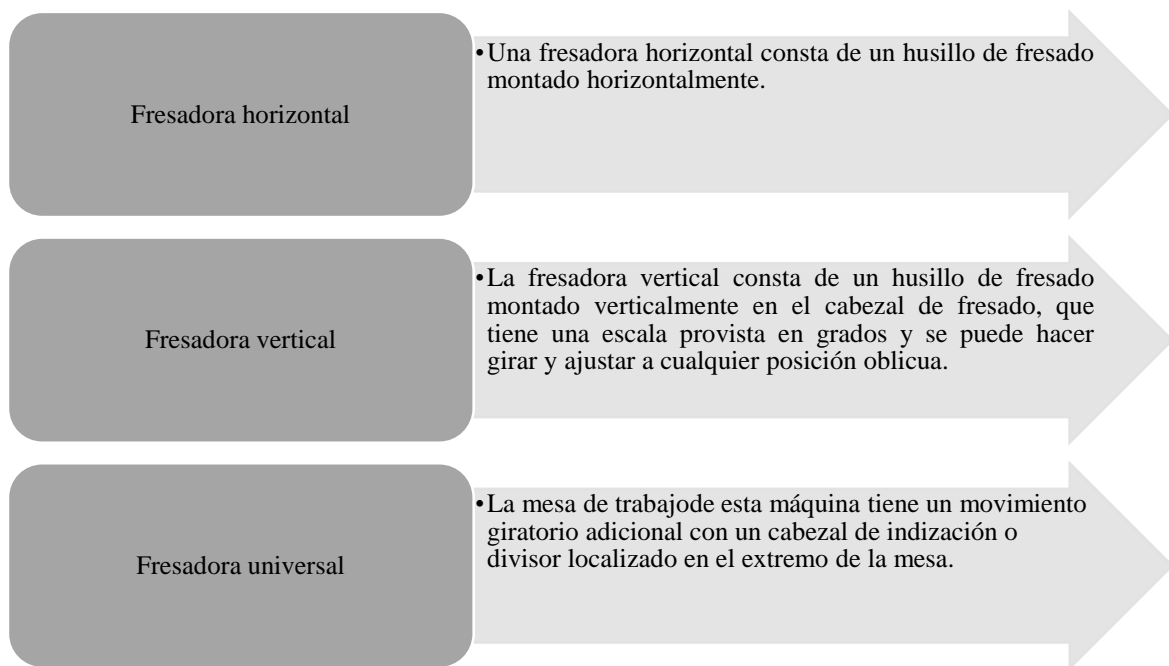 Fresadora horizontal
•Una fresadora horizontal consta de un husillo de fresado
montado horizontalmente.
Fresadora vertical
•La fresadora vertical consta de un husillo de fresado
montado verticalmente en el cabezal de fresado, que
tiene una escala provista en grados y se puede hacer
girar y ajustar a cualquier posición oblicua.
Fresadora universal
•La mesa de trabajode esta máquina tiene un movimiento
giratorio adicional con un cabezal de indización o
divisor localizado en el extremo de la mesa.